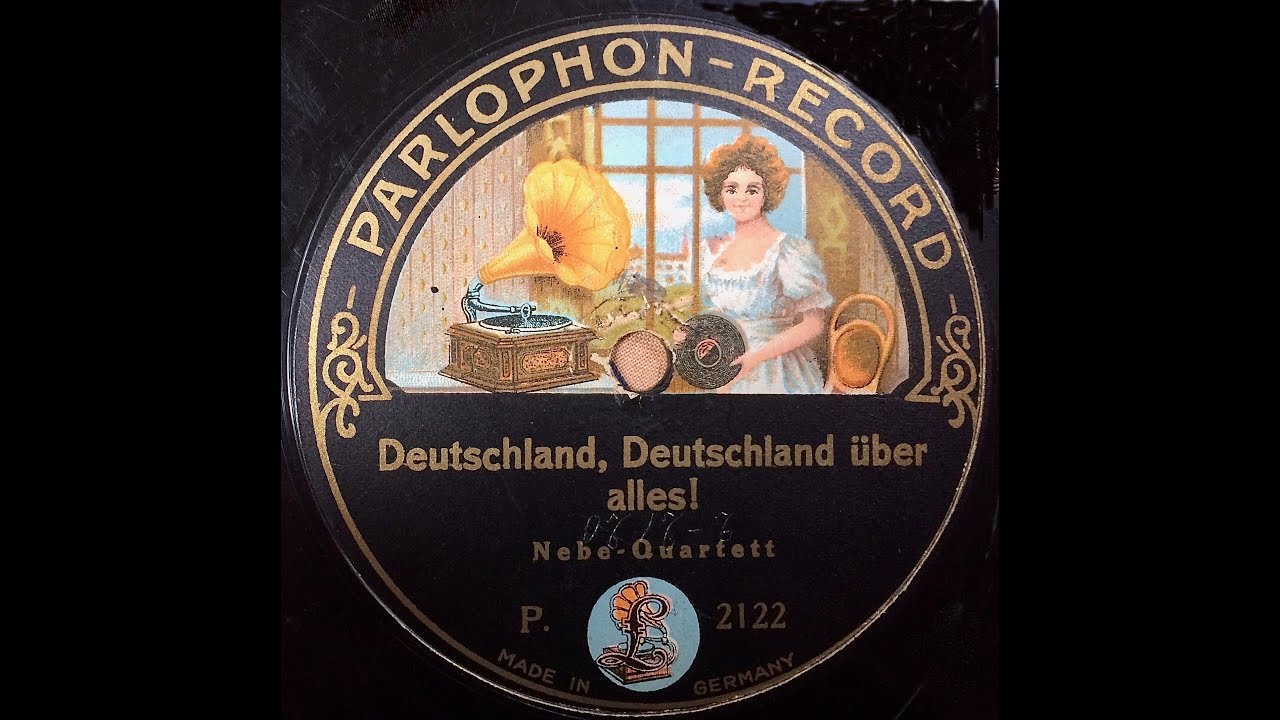 PARLOPHON-RECORD
Deutschland, Deutschland über
alles!
Nebe-Quartett
P. 2122
MADE IN GERMANY